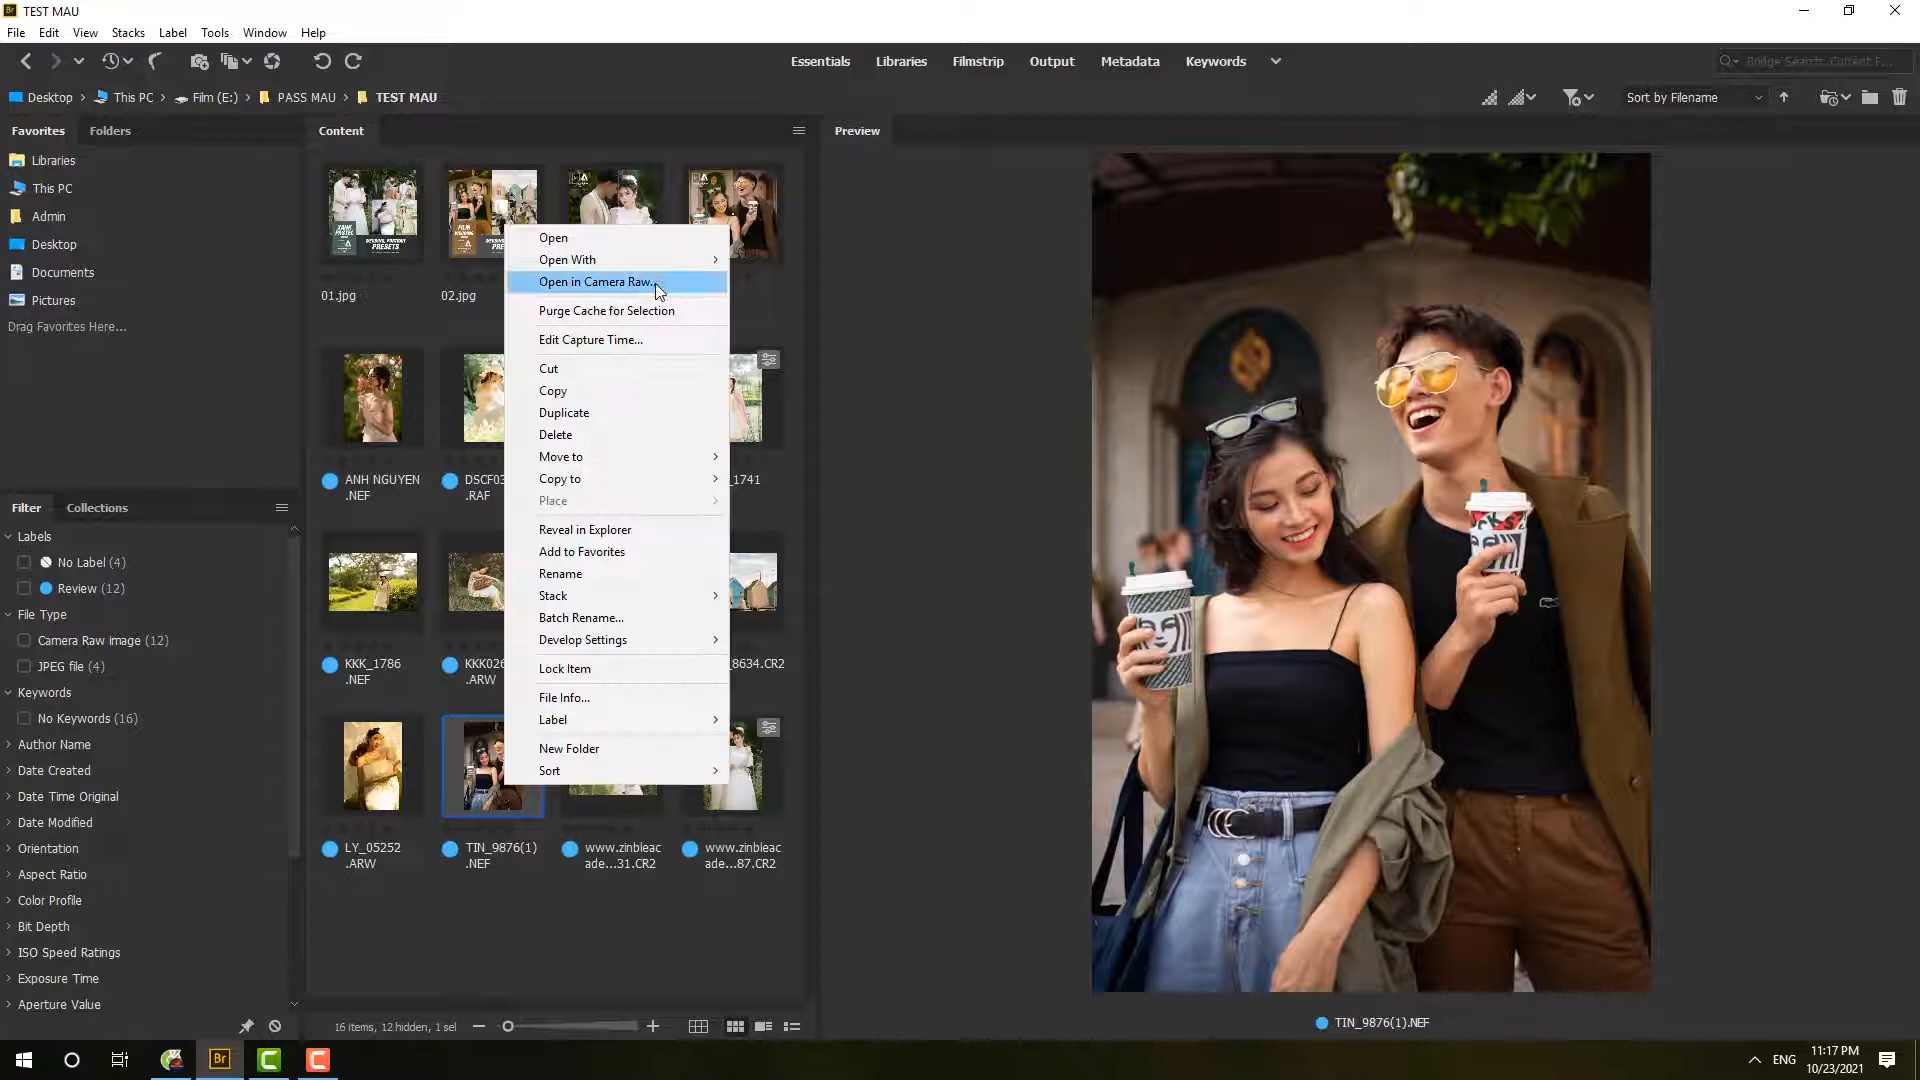 Br TEST MAU
File Edit View Stacks Label Tools Window Help
Essentials Libraries Filmstrip Output Metadata Keywords
Bridge Search: Current F...
Desktop This PC Film (E:) PASS MAU TEST MAU
Sort by Filename
Favorites Folders
Libraries
This PC
Admin
Desktop
Documents
Pictures
Drag Favorites Here...
Filter Collections
Labels
No Label (4)
Review (12)
File Type
Camera Raw image (12)
JPEG file (4)
Keywords
No Keywords (16)
Author Name
Date Created
Date Time Original
Date Modified
Orientation
Aspect Ratio
Color Profile
Bit Depth
ISO Speed Ratings
Exposure Time
Aperture Value
Content
01.jpg
02.jpg
ANH NGUYEN
.NEF
DSCF03
.RAF
_1741
KKK_1786
.NEF
KKK026
.ARW
_8634.CR2
LY_05252
.ARW
TIN_9876(1)
.NEF
www.zinbleac
ade...31.CR2
www.zinbleac
ade...87.CR2
Open
Open With
Open in Camera Raw...
Purge Cache for Selection
Edit Capture Time...
Cut
Copy
Duplicate
Delete
Move to
Copy to
Place
Reveal in Explorer
Add to Favorites
Rename
Stack
Batch Rename...
Develop Settings
Lock Item
File Info...
Label
New Folder
Sort
16 items, 12 hidden, 1 sel
Preview
TIN_9876(1).NEF
Br
ENG
11:17 PM
10/23/2021